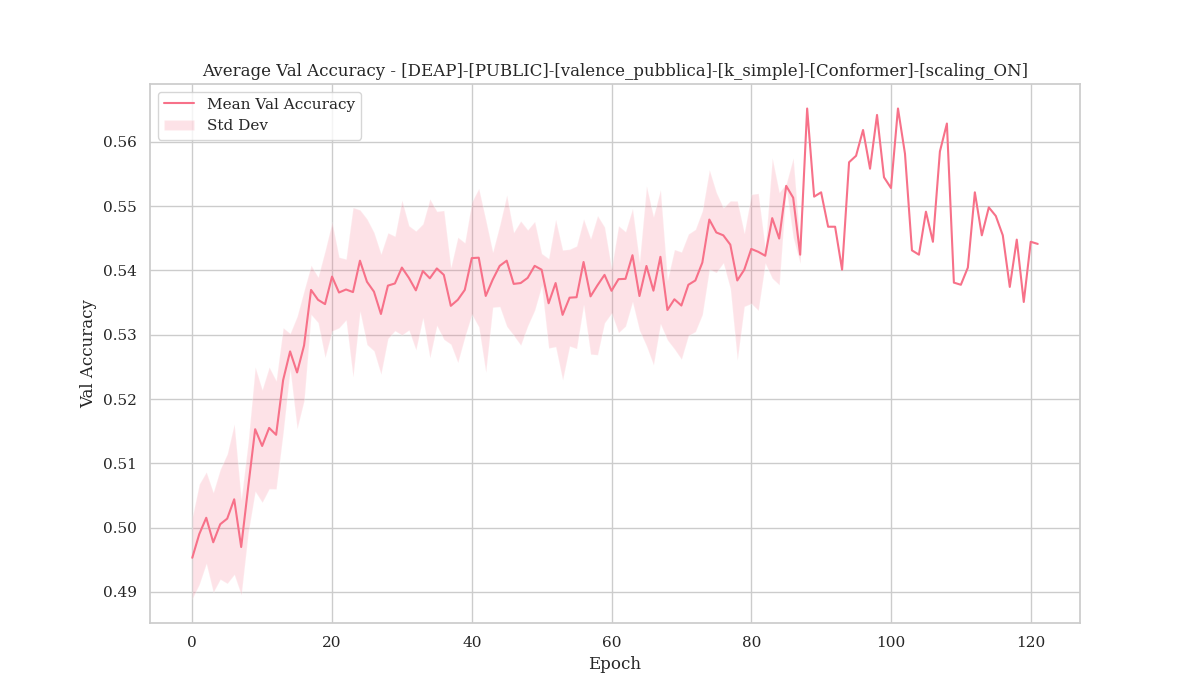 Average Val Accuracy - [DEAP]-[PUBLIC]-[valence_pubblica]-[k_simple]-[Conformer]-[scaling_ON]
Mean Val Accuracy
Std Dev
0.56
0.55
0.54
0.53
0.52
0.51
0.50
0.49
Val Accuracy
0 20 40 60 80 100 120
Epoch